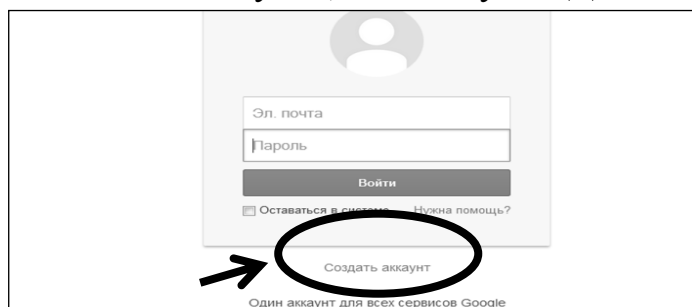 Эл. почта
Пароль
Войти
Оставаться в системе Нужна помощь?
Создать аккаунт
Один аккаунт для всех сервисов Google